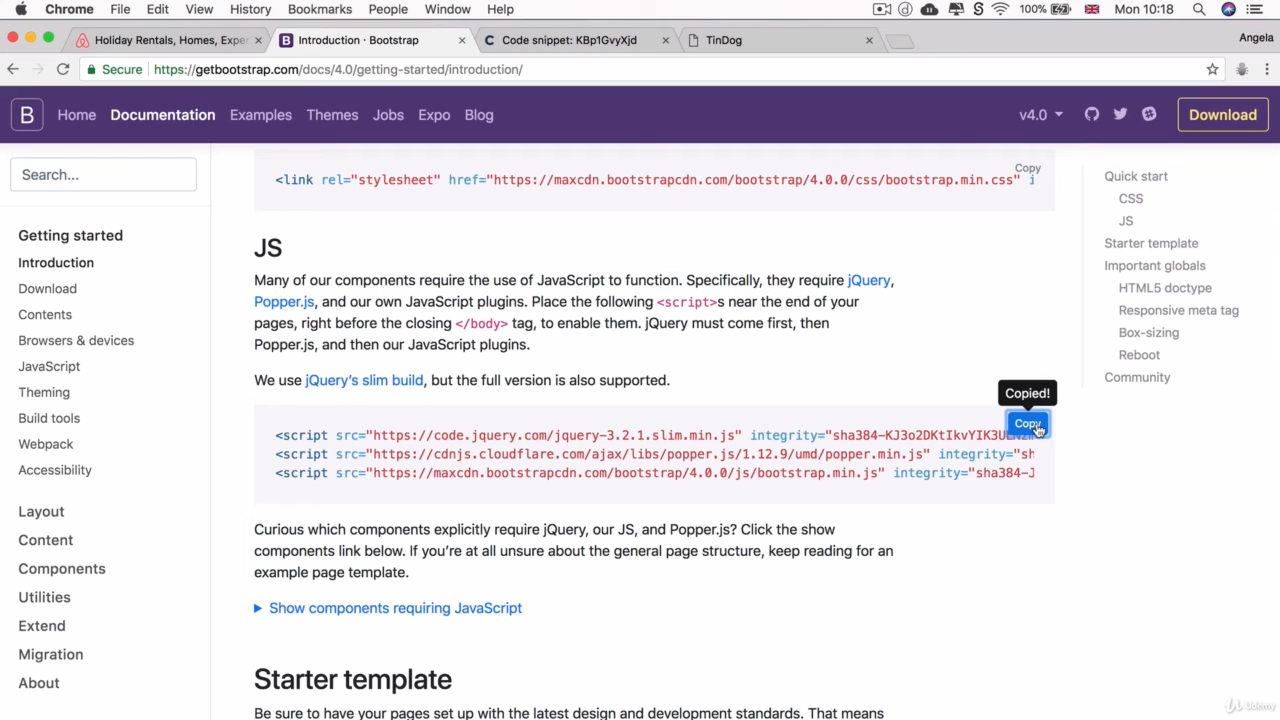 Chrome File Edit View History Bookmarks People Window Help 100% Mon 10:18
Holiday Rentals, Homes, Exper Introduction · Bootstrap Code snippet: KBp1GvyXjd TinDog Angela
Secure https://getbootstrap.com/docs/4.0/getting-started/introduction/
B Home Documentation Examples Themes Jobs Expo Blog v4.0 Download
Search...
Getting started
Introduction
Download
Contents
Browsers & devices
JavaScript
Theming
Build tools
Webpack
Accessibility
Layout
Content
Components
Utilities
Extend
Migration
About
Copy
<link rel="stylesheet" href="https://maxcdn.bootstrapcdn.com/bootstrap/4.0.0/css/bootstrap.min.css" i
JS
Many of our components require the use of JavaScript to function. Specifically, they require jQuery,
Popper.js, and our own JavaScript plugins. Place the following <script>s near the end of your
pages, right before the closing </body> tag, to enable them. jQuery must come first, then
Popper.js, and then our JavaScript plugins.
We use jQuery's slim build, but the full version is also supported.
Copied!
Copy
<script src="https://code.jquery.com/jquery-3.2.1.slim.min.js" integrity="sha384-KJ3o2DKtIkvYIK3UENz
<script src="https://cdnjs.cloudflare.com/ajax/libs/popper.js/1.12.9/umd/popper.min.js" integrity="sh
<script src="https://maxcdn.bootstrapcdn.com/bootstrap/4.0.0/js/bootstrap.min.js" integrity="sha384-J
Curious which components explicitly require jQuery, our JS, and Popper.js? Click the show
components link below. If you're at all unsure about the general page structure, keep reading for an
example page template.
Show components requiring JavaScript
Starter template
Be sure to have your pages set up with the latest design and development standards. That means
Quick start
CSS
JS
Starter template
Important globals
HTML5 doctype
Responsive meta tag
Box-sizing
Reboot
Community
Udemy